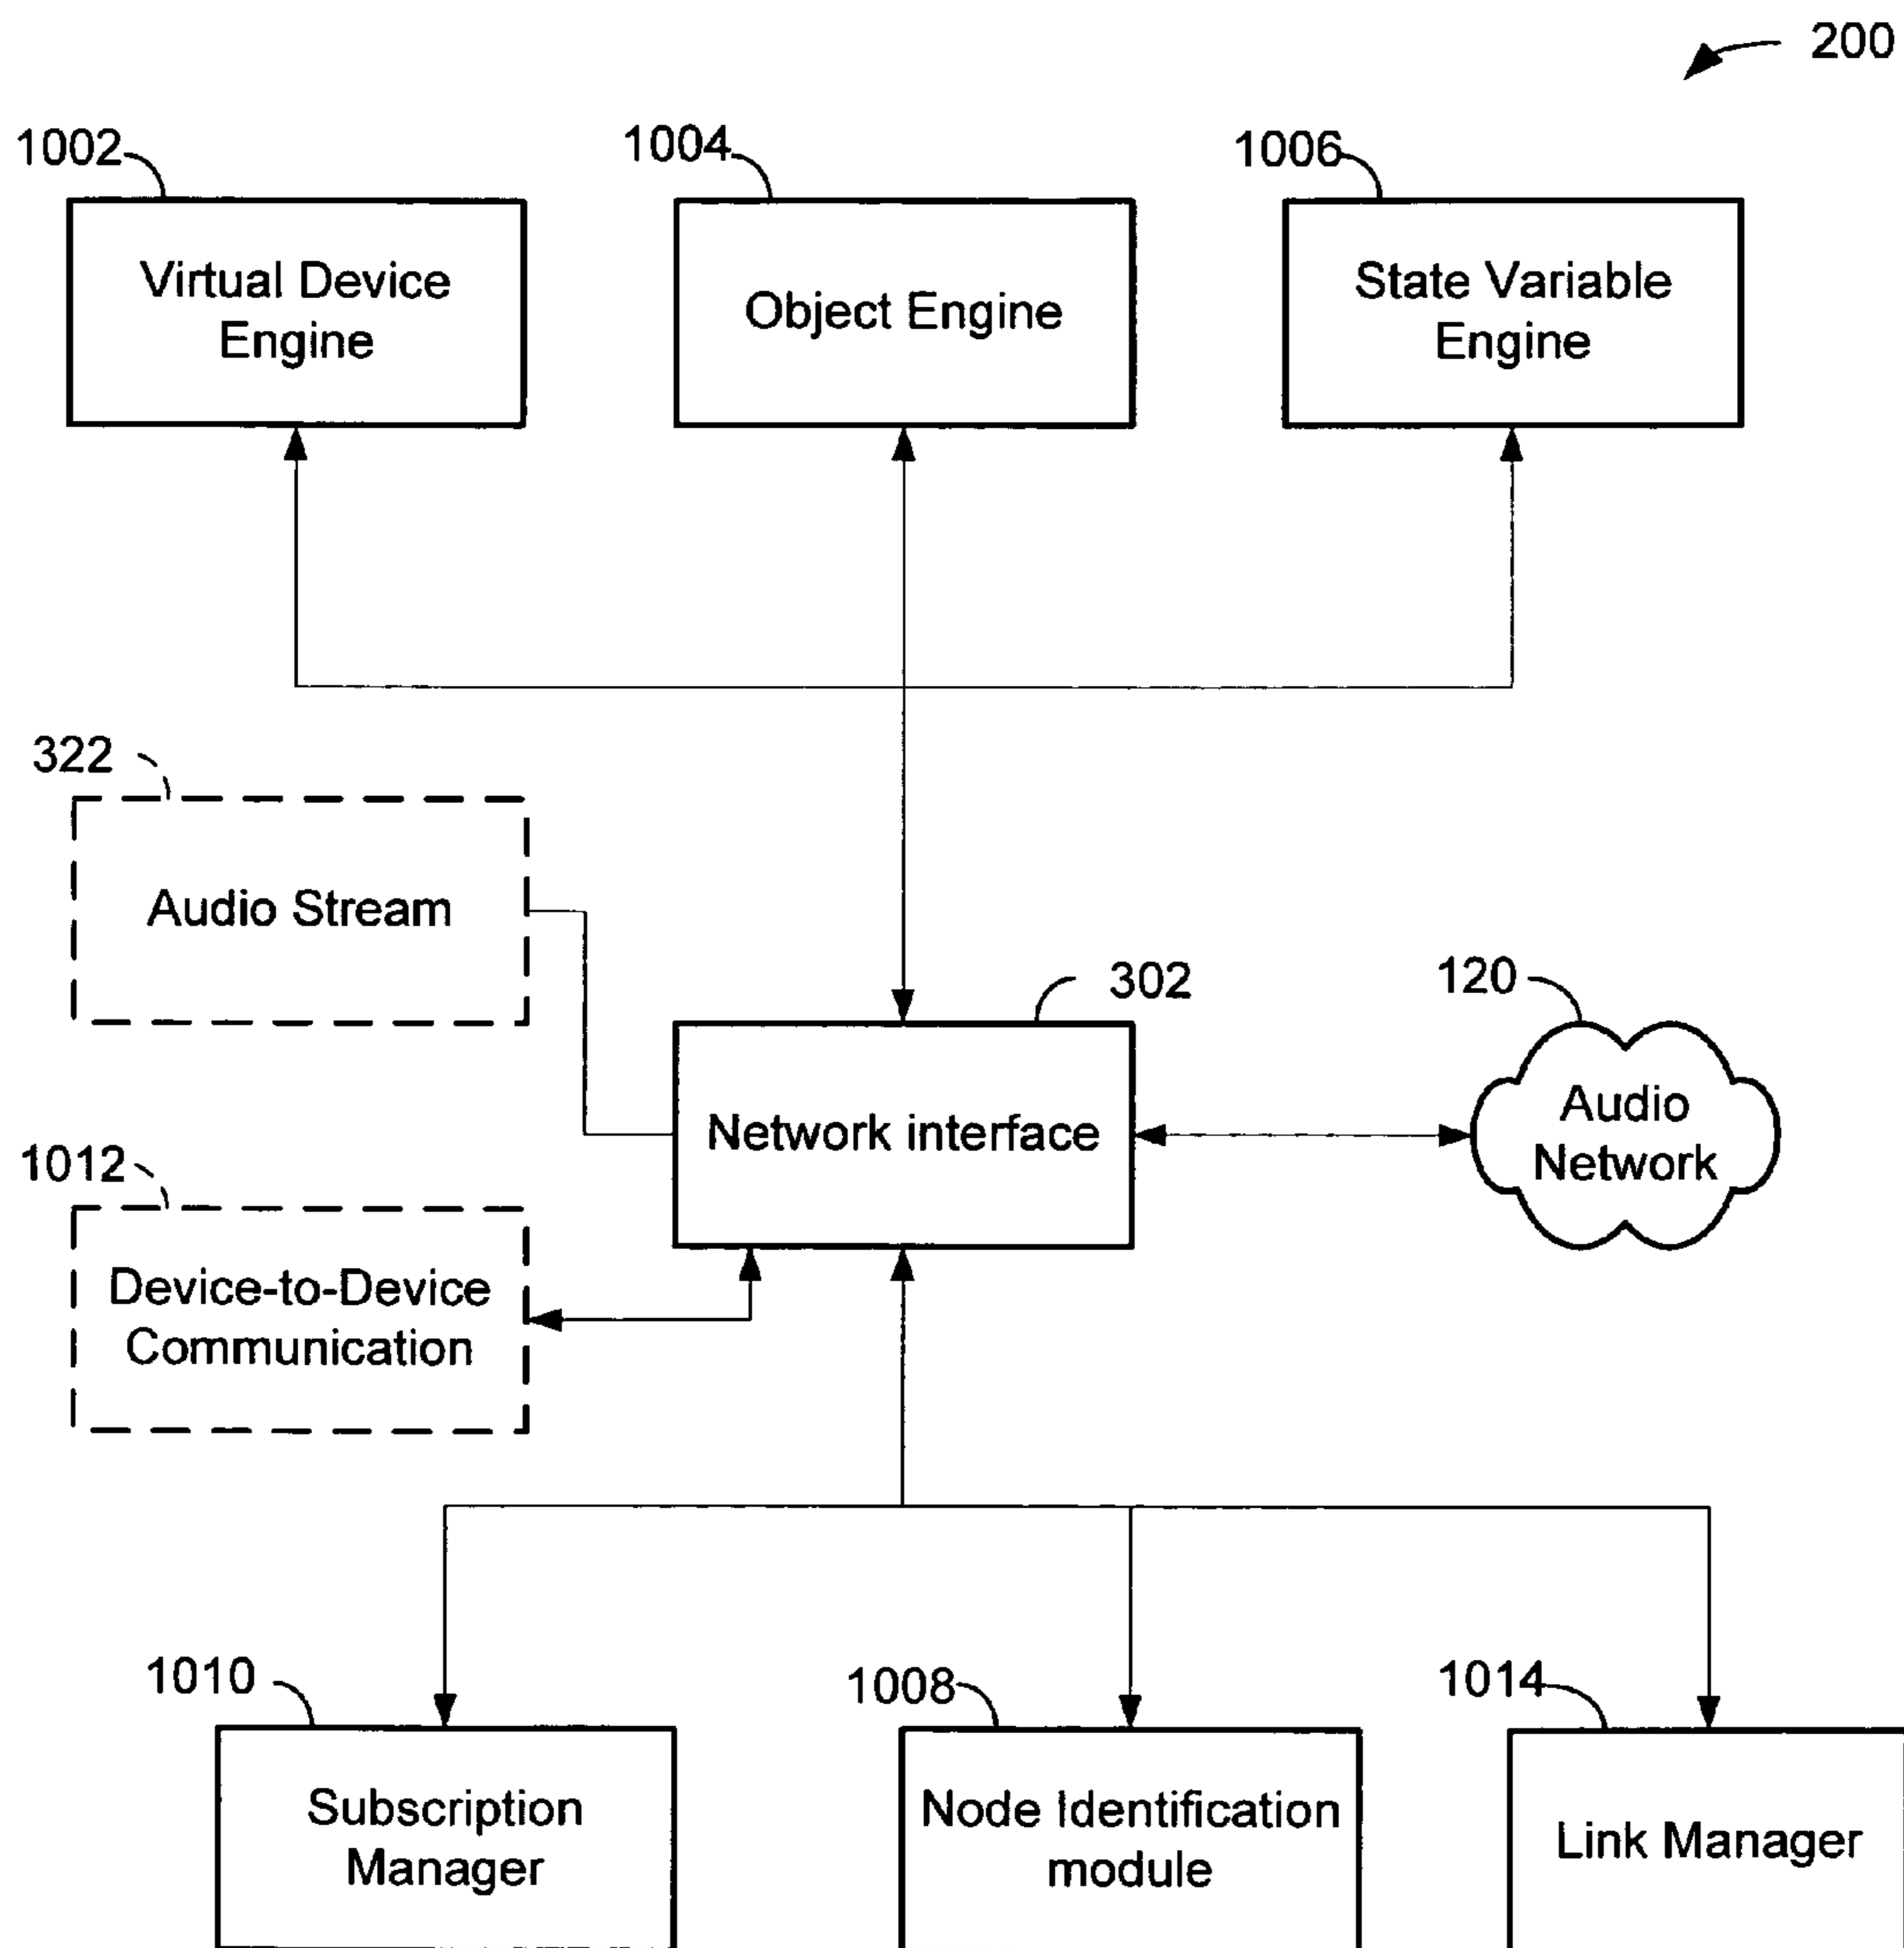 200
1002
1004
1006
Virtual Device
Engine
Object Engine
State Variable
Engine
322
Audio Stream
302
120
Network interface
Audio
Network
1012
Device-to-Device
Communication
1010
1008
1014
Subscription
Manager
Node Identification
module
Link Manager